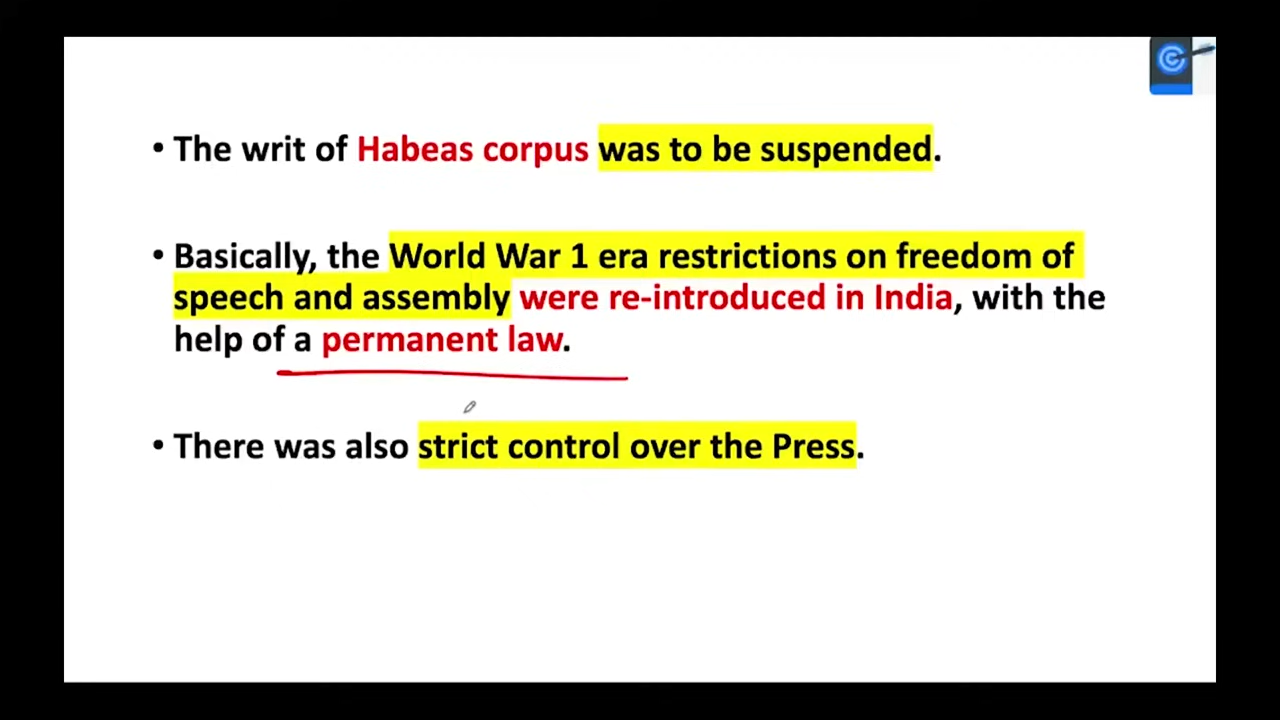 • The writ of Habeas corpus was to be suspended.
• Basically, the World War 1 era restrictions on freedom of
speech and assembly were re-introduced in India, with the
help of a permanent law.
• There was also strict control over the Press.